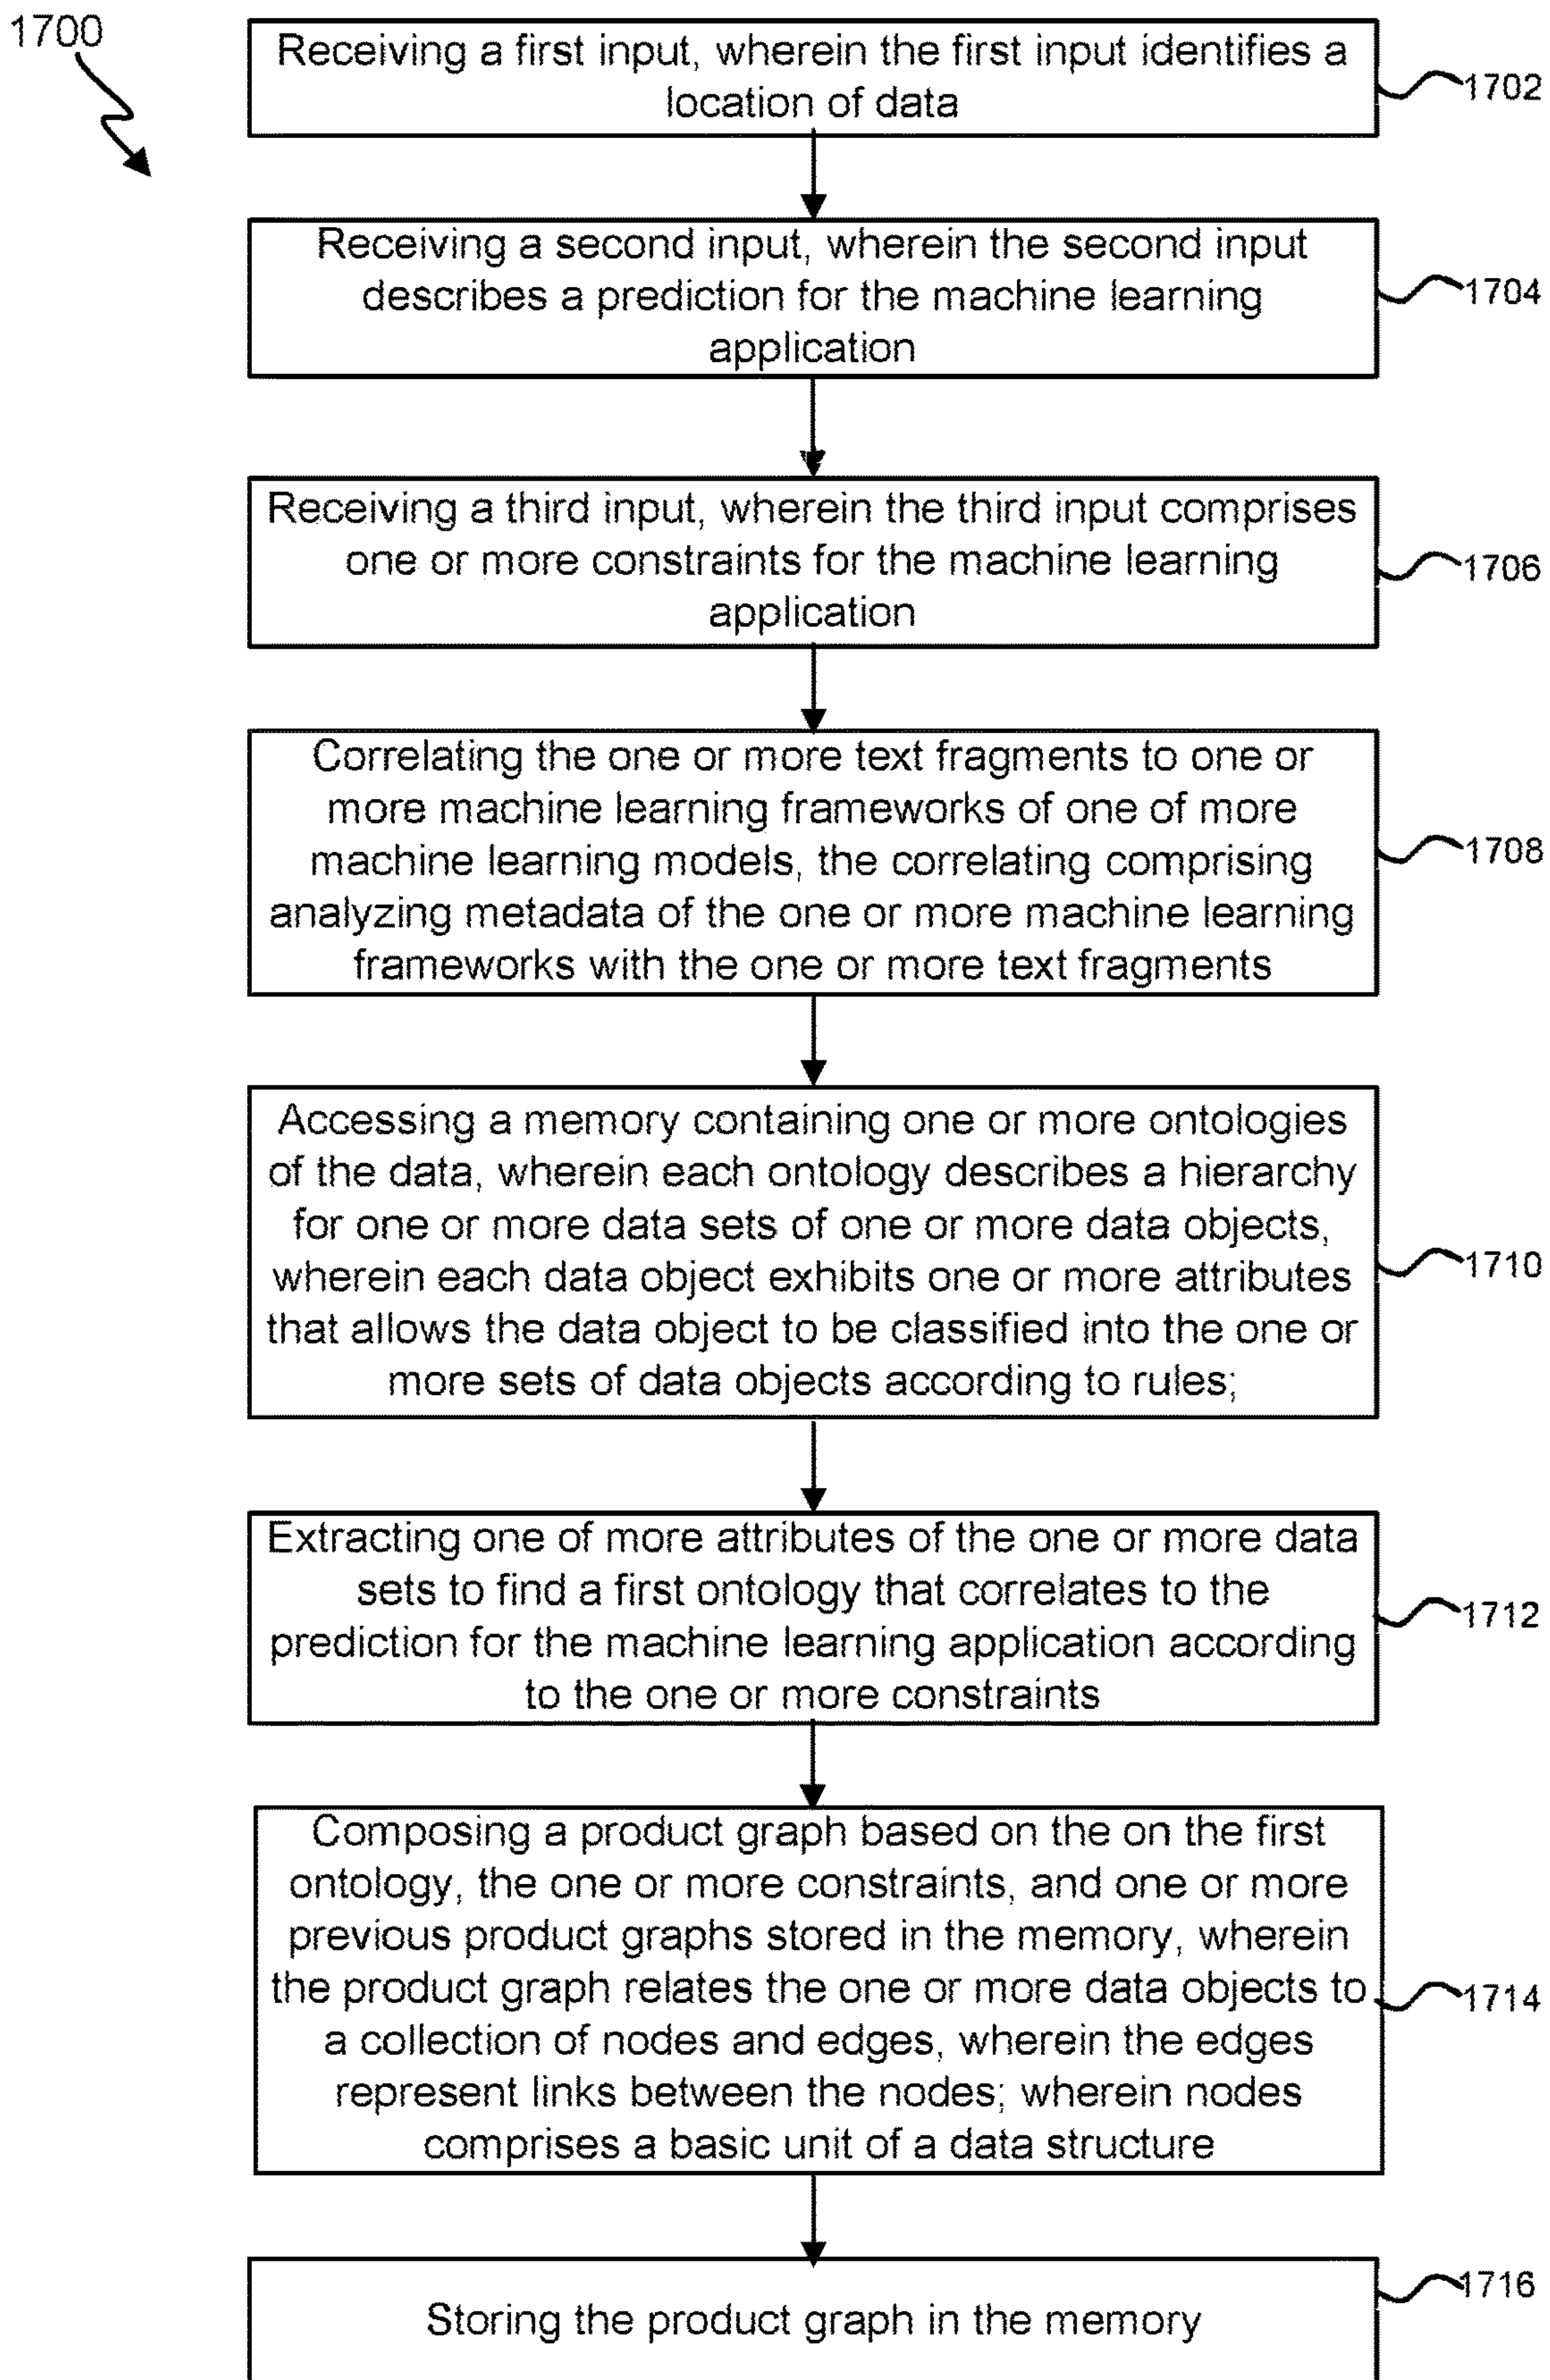 1700
Receiving a first input, wherein the first input identifies a
location of data
1702
Receiving a second input, wherein the second input
describes a prediction for the machine learning
application
1704
Receiving a third input, wherein the third input comprises
one or more constraints for the machine learning
application
1706
Correlating the one or more text fragments to one or
more machine learning frameworks of one of more
machine learning models, the correlating comprising
analyzing metadata of the one or more machine learning
frameworks with the one or more text fragments
1708
Accessing a memory containing one or more ontologies
of the data, wherein each ontology describes a hierarchy
for one or more data sets of one or more data objects,
wherein each data object exhibits one or more attributes
that allows the data object to be classified into the one or
more sets of data objects according to rules;
1710
Extracting one of more attributes of the one or more data
sets to find a first ontology that correlates to the
prediction for the machine learning application according
to the one or more constraints
1712
Composing a product graph based on the on the first
ontology, the one or more constraints, and one or more
previous product graphs stored in the memory, wherein
the product graph relates the one or more data objects to
a collection of nodes and edges, wherein the edges
represent links between the nodes; wherein nodes
comprises a basic unit of a data structure
1714
Storing the product graph in the memory
1716